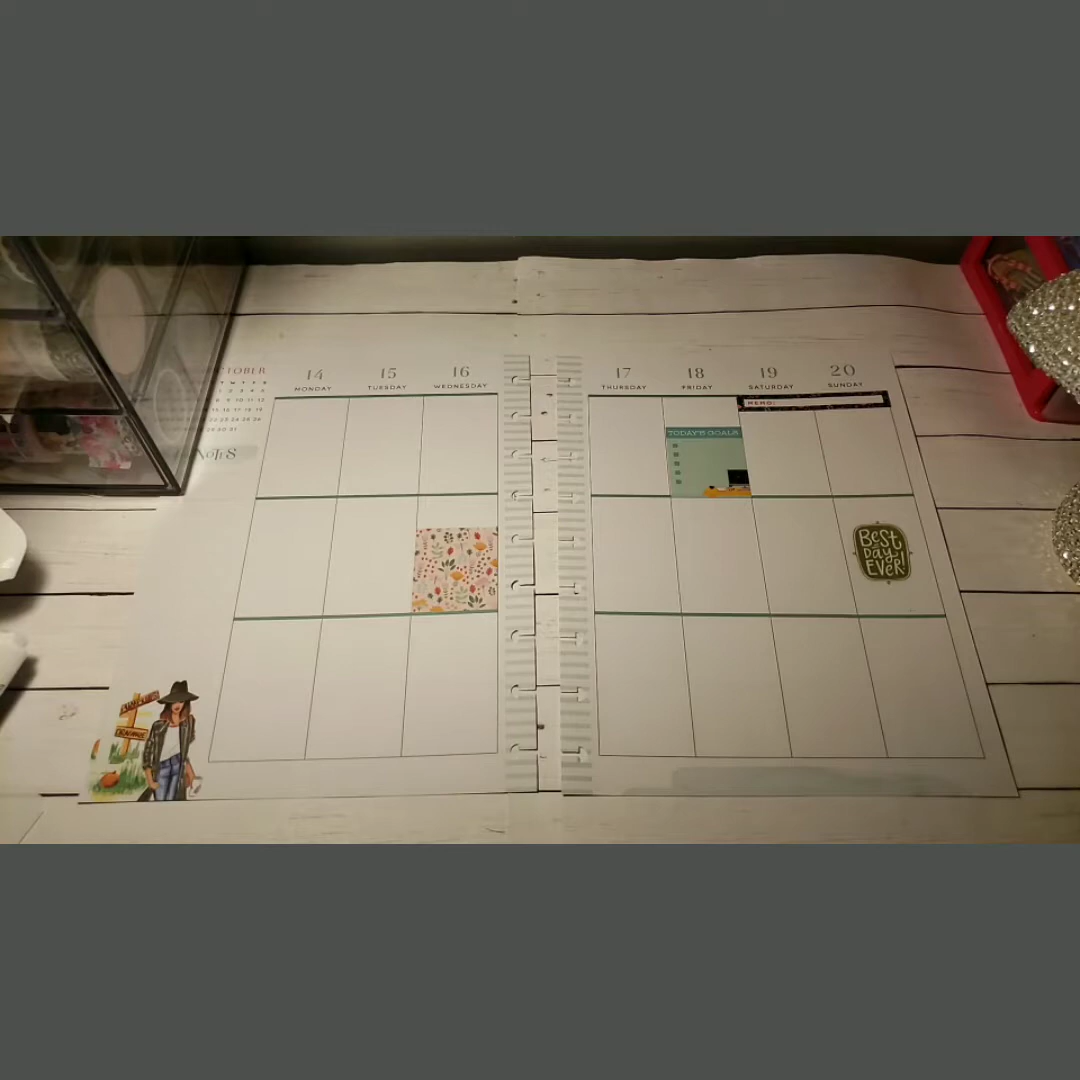 CTOBER
14
MONDAY
15
TUESDAY
16
WEDNESDAY
17
THURSDAY
18
FRIDAY
19
SATURDAY
20
SUNDAY
NOTES
MEMO:
TODAY'S GOALS
BEST
DAY
EVER!